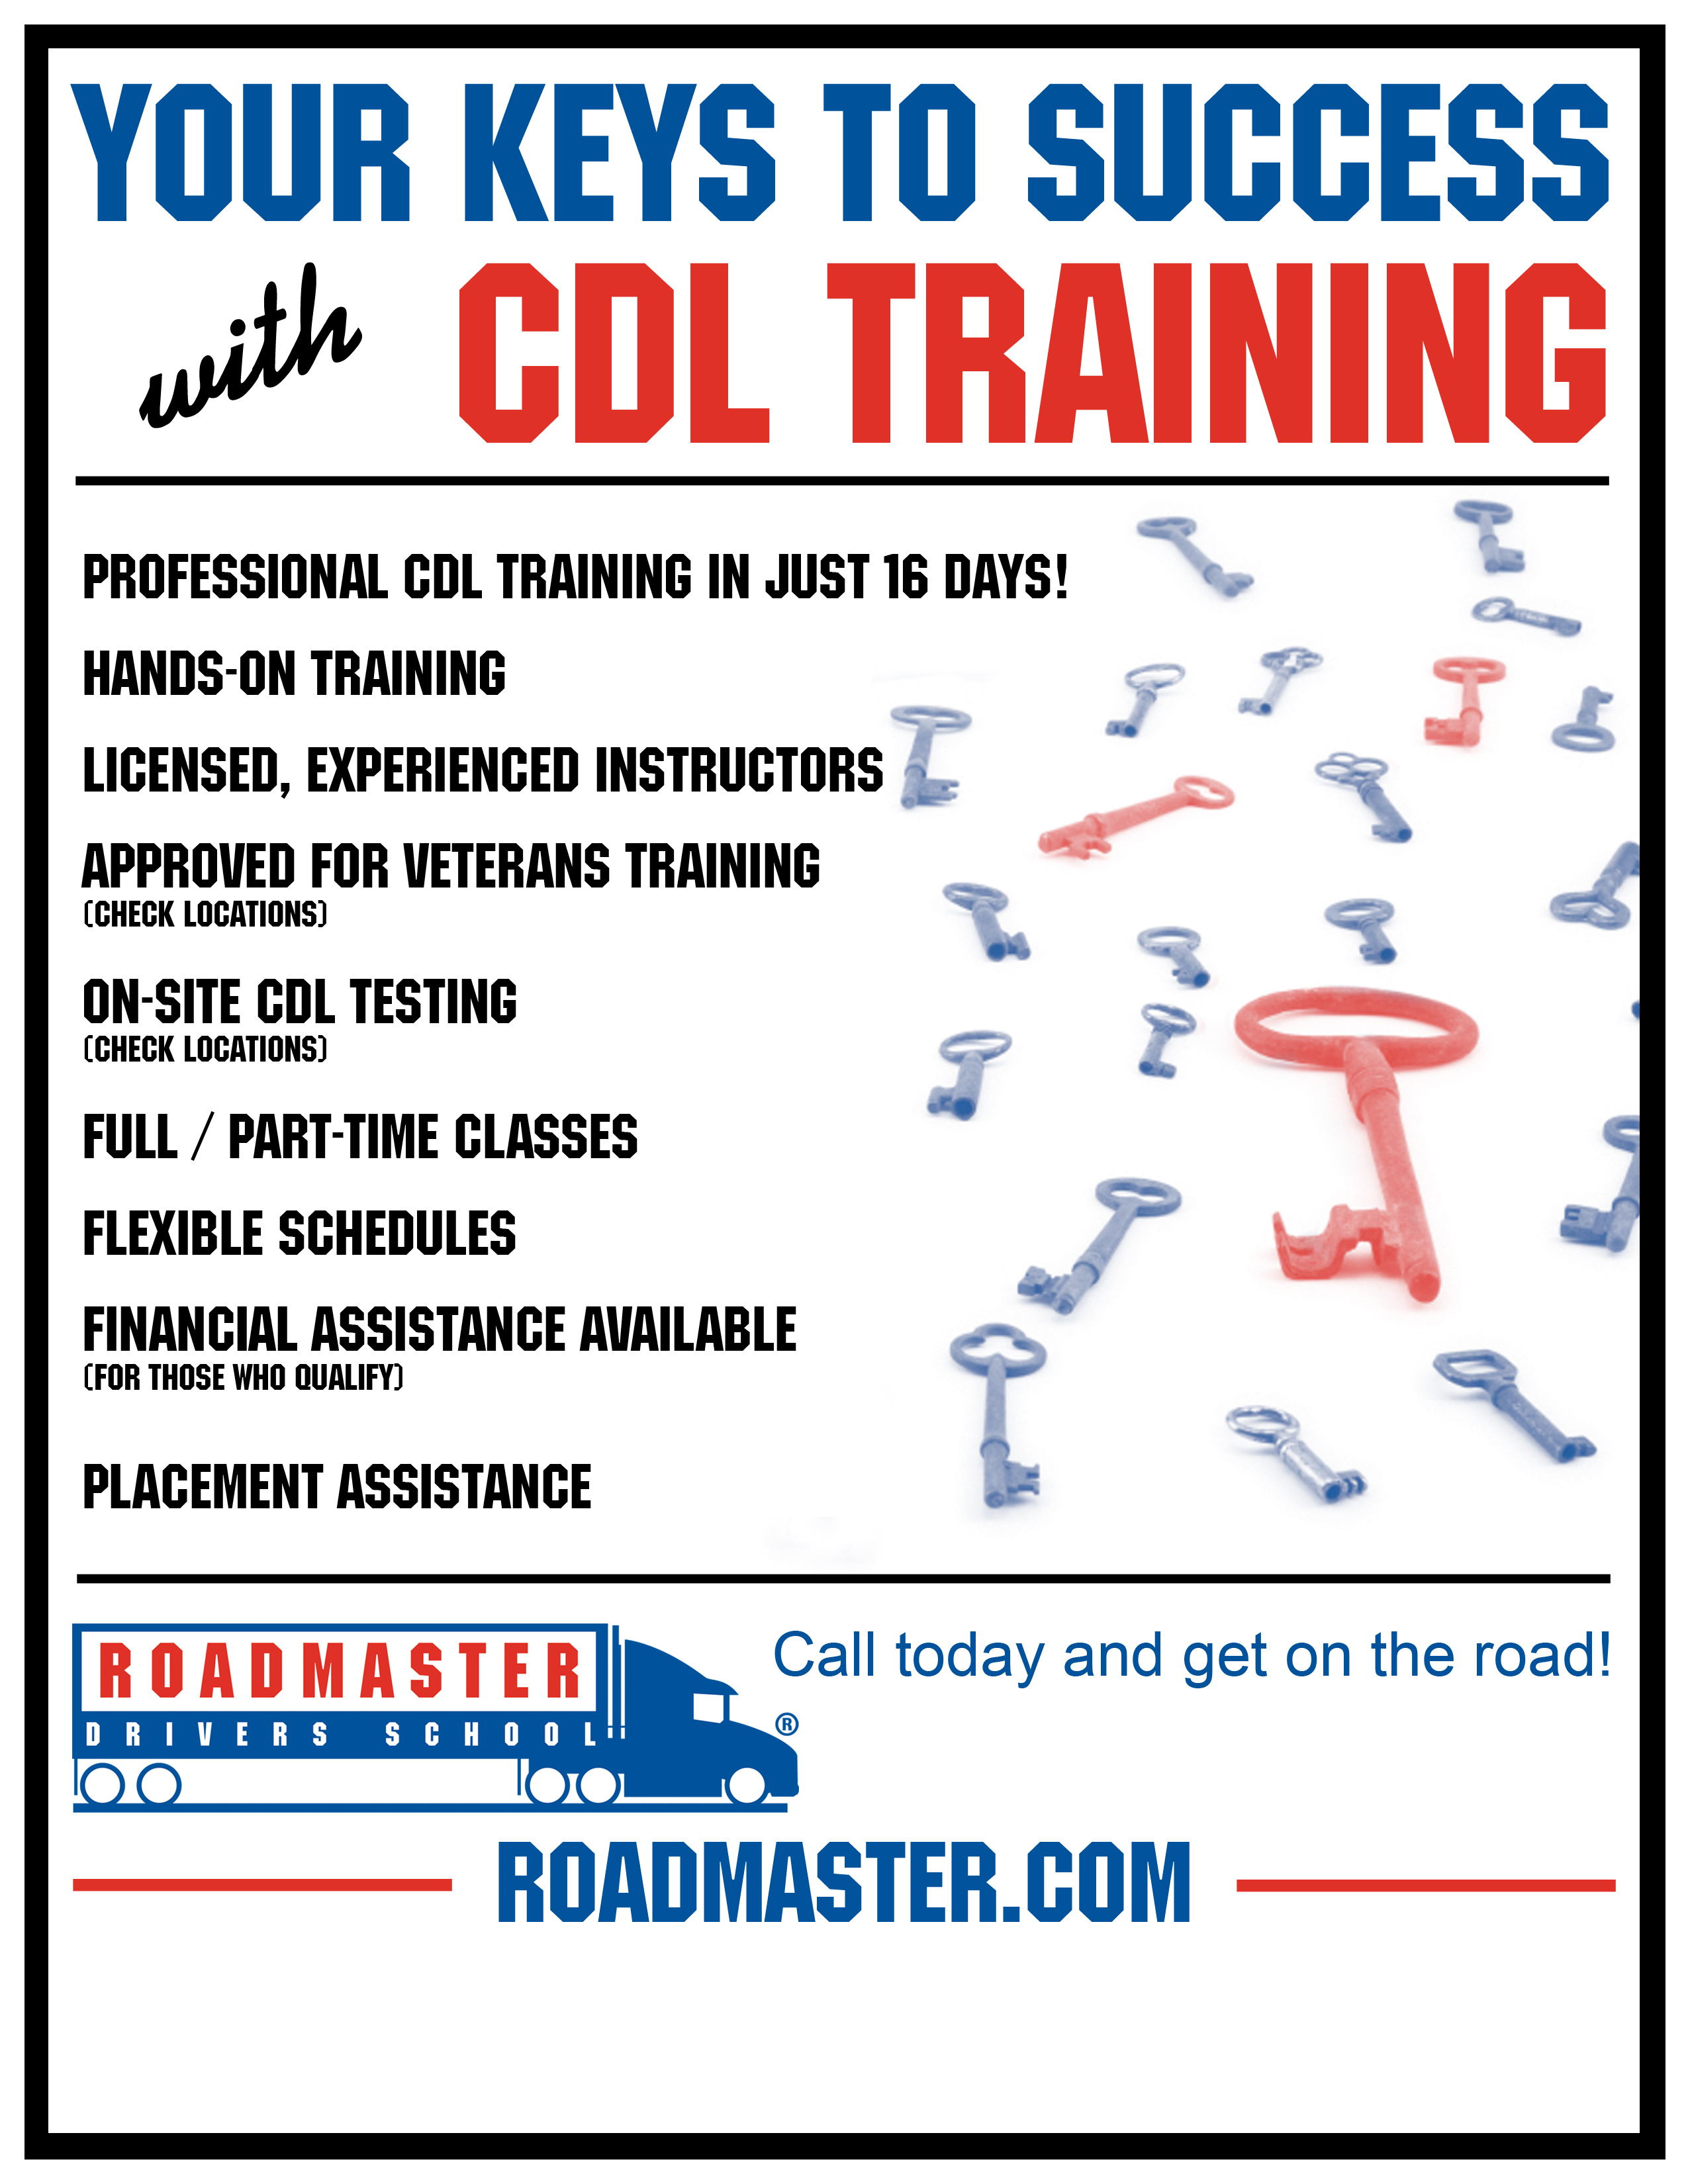 YOUR KEYS TO SUCCESS
with CDL TRAINING
PROFESSIONAL CDL TRAINING IN JUST 16 DAYS!
HANDS-ON TRAINING
LICENSED, EXPERIENCED INSTRUCTORS
APPROVED FOR VETERANS TRAINING
(CHECK LOCATIONS)
ON-SITE CDL TESTING
(CHECK LOCATIONS)
FULL / PART-TIME CLASSES
FLEXIBLE SCHEDULES
FINANCIAL ASSISTANCE AVAILABLE
(FOR THOSE WHO QUALIFY)
PLACEMENT ASSISTANCE
ROADMASTER
DRIVERS SCHOOL
®
Call today and get on the road!
ROADMASTER.COM